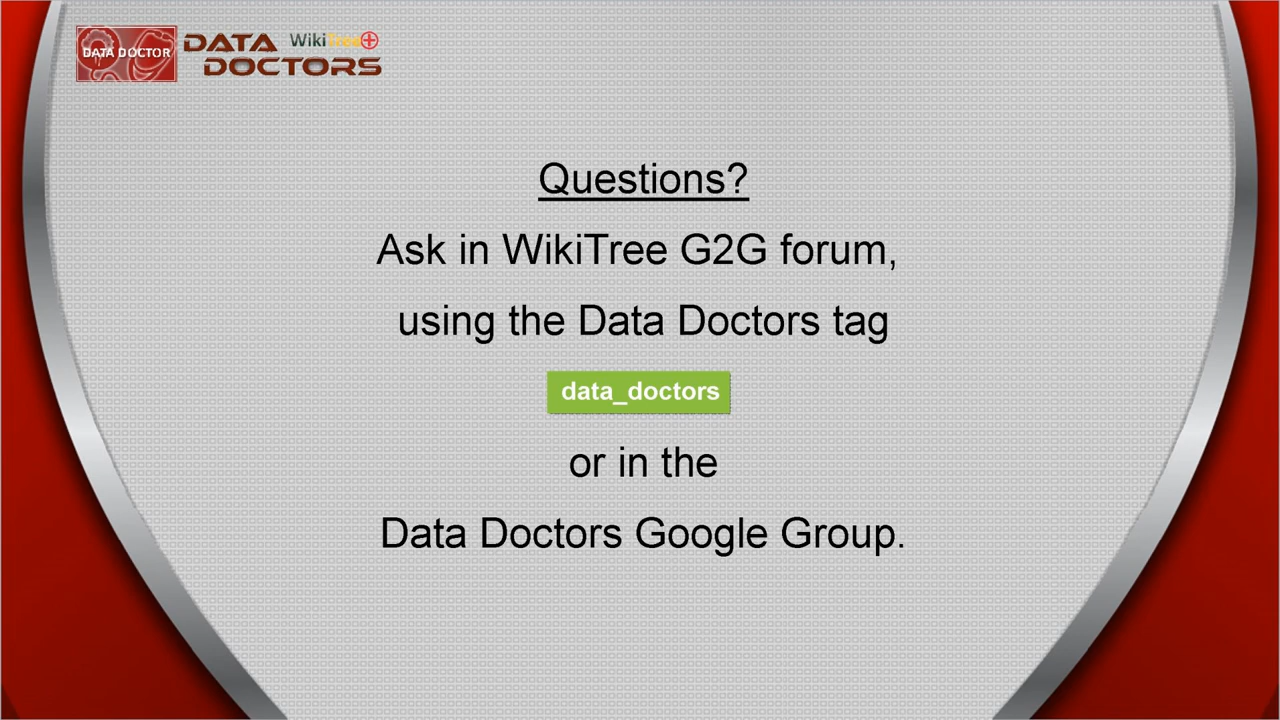 DATA DOCTOR
DATA WikiTree+
DOCTORS
Questions?
Ask in WikiTree G2G forum,
using the Data Doctors tag
data_doctors
or in the
Data Doctors Google Group.